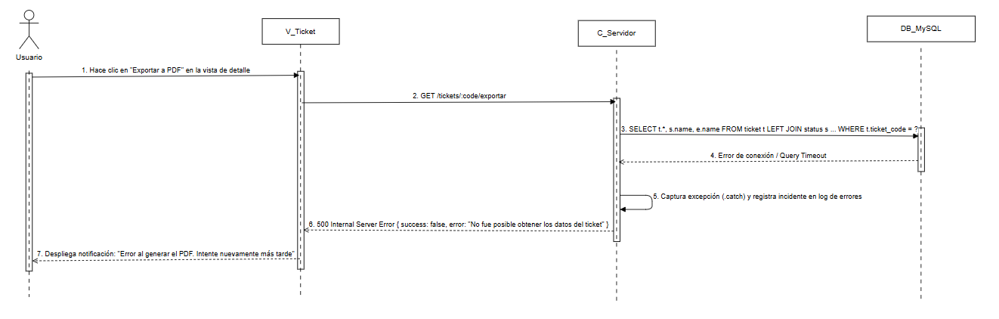 Usuario
V_Ticket
C_Servidor
DB_MySQL
1. Hace clic en "Exportar a PDF" en la vista de detalle
2. GET /tickets/:code/exportar
3. SELECT t.*, s.name, e.name FROM ticket t LEFT JOIN status s ... WHERE t.ticket_code = ?
4. Error de conexión / Query Timeout
5. Captura excepción (.catch) y registra incidente en log de errores
6. 500 Internal Server Error { success: false, error: "No fue posible obtener los datos del ticket" }
7. Despliega notificación: "Error al generar el PDF. Intente nuevamente más tarde"